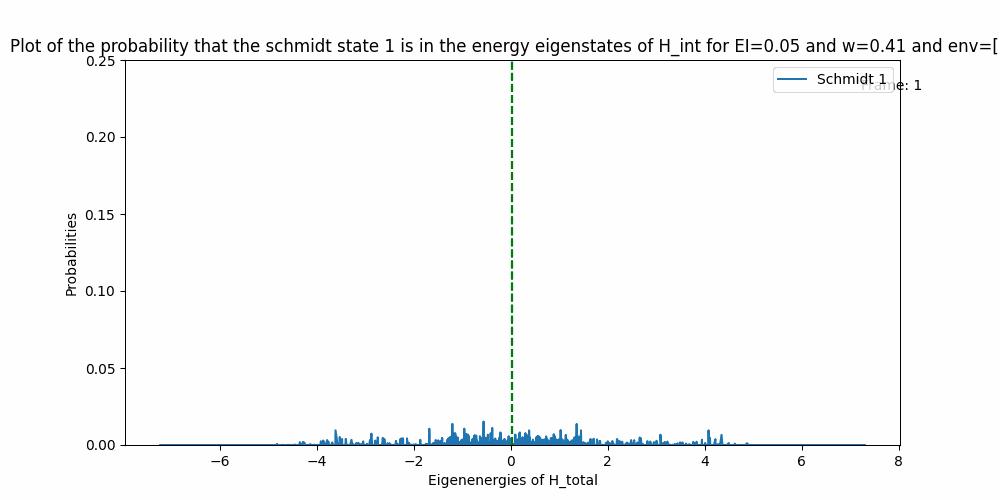 Plot of the probability that the schmidt state 1 is in the energy eigenstates of H_int for EI=0.05 and w=0.41 and env=[
Schmidt 1
Frame: 1
0.25
0.20
0.15
0.10
0.05
0.00
Probabilities
−6
−4
−2
0
2
4
6
8
Eigenenergies of H_total